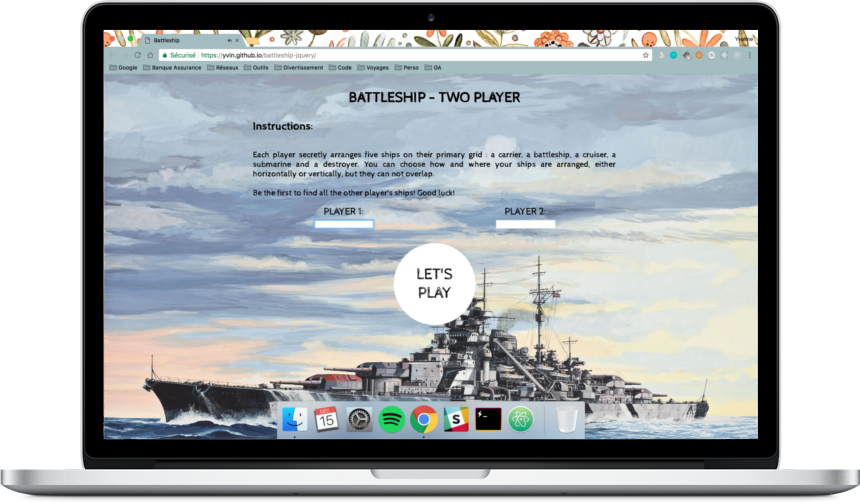 Battleship
Yvonne
Sécurisé https://yvln.github.io/battleship-jquery/
Google Banque Assurance Réseaux Outils Divertissement Code Voyages Perso GA
BATTLESHIP - TWO PLAYER
Instructions:
Each player secretly arranges five ships on their primary grid : a carrier, a battleship, a cruiser, a
submarine and a destroyer. You can choose how and where your ships are arranged, either
horizontally or vertically, but they can not overlap.
Be the first to find all the other player's ships! Good luck!
PLAYER 1: PLAYER 2:
LET'S
PLAY
DEC
15
S